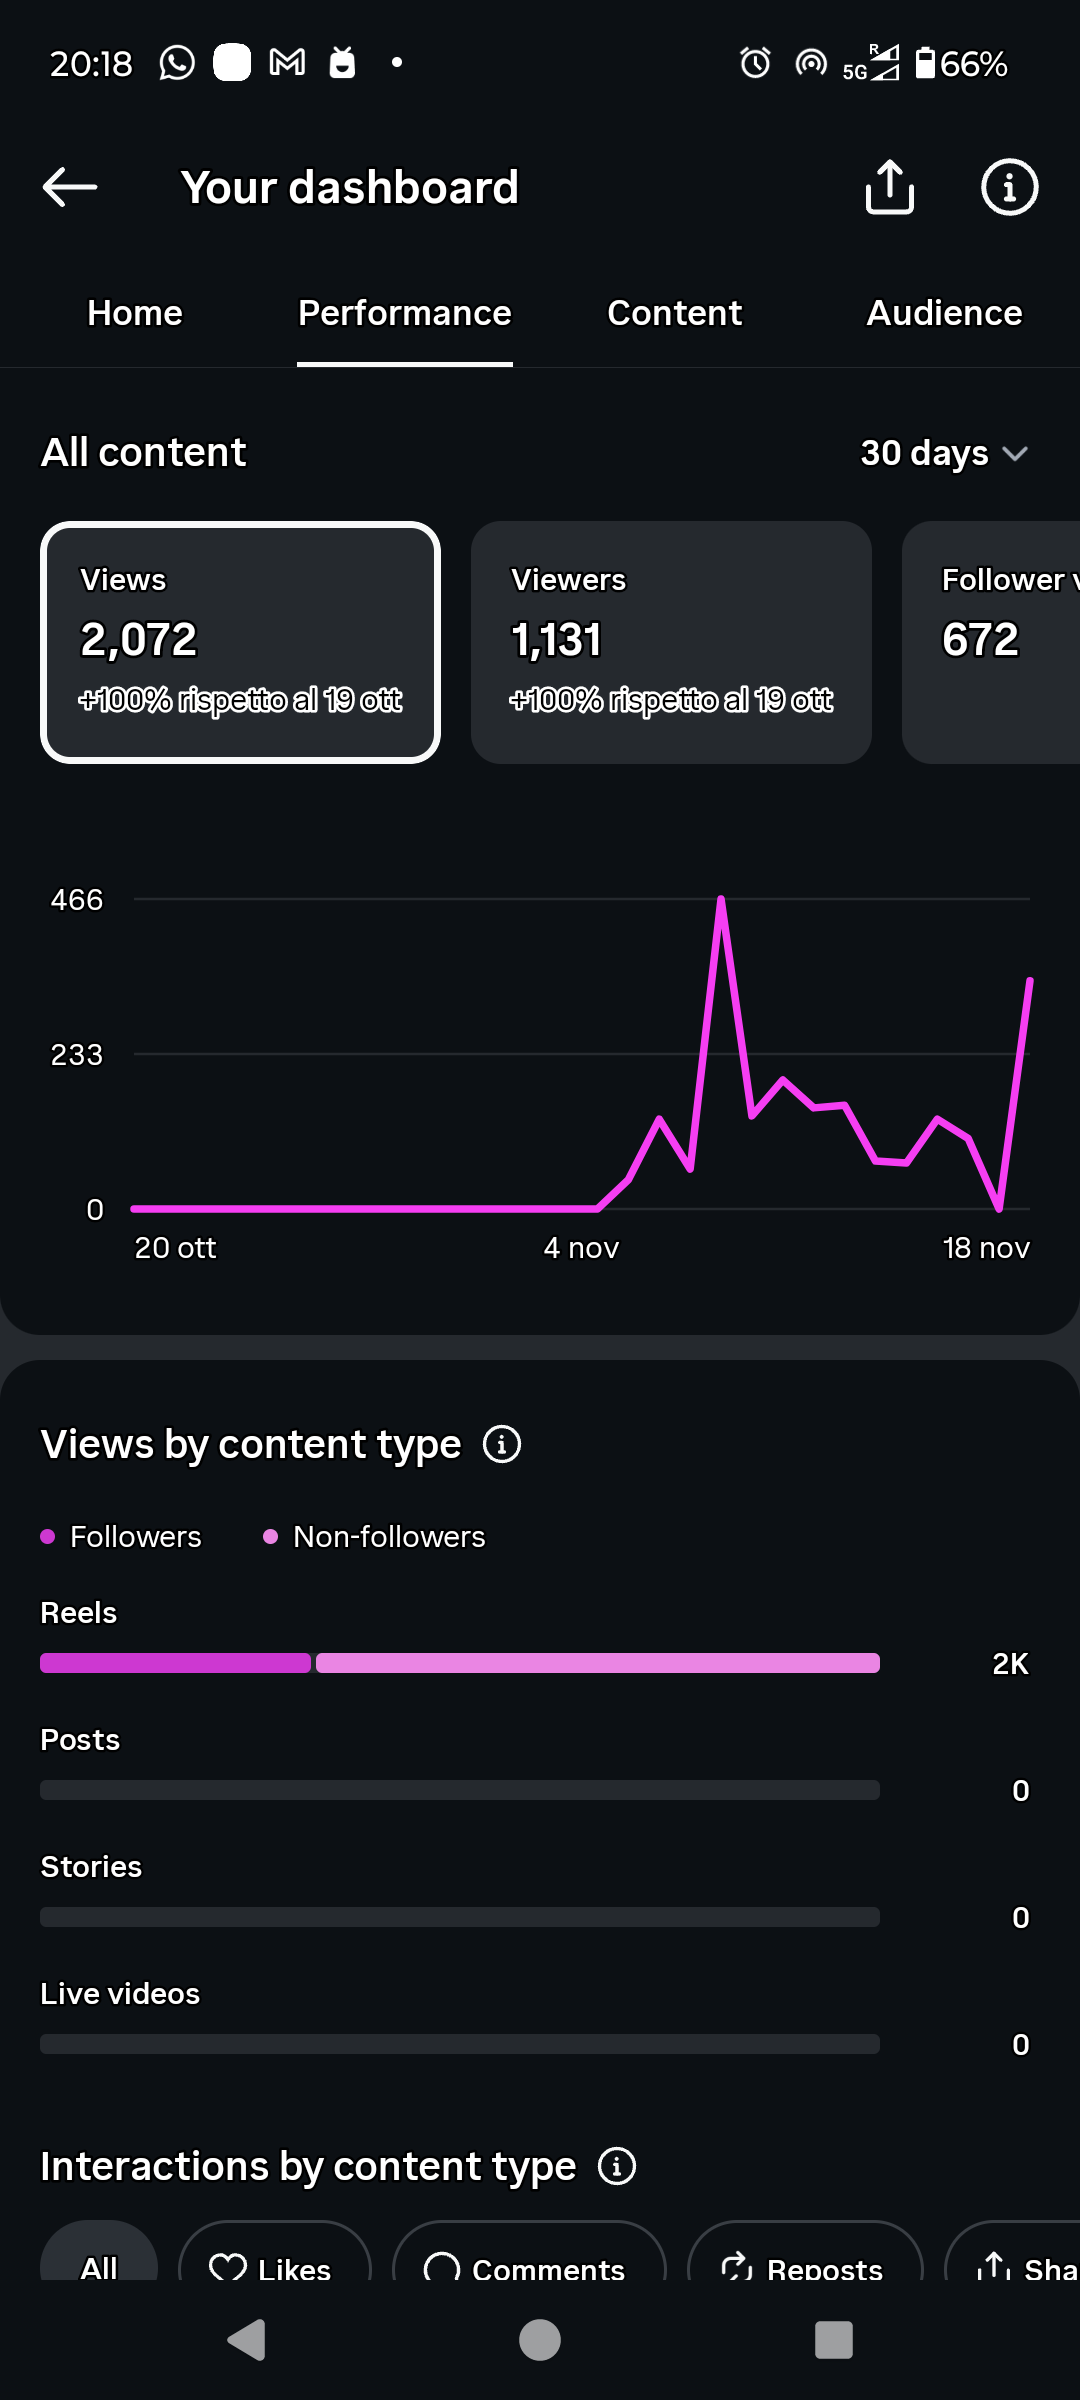 20:18 5G R 66%
Your dashboard
Home Performance Content Audience
All content 30 days
Views Viewers Follower v
2,072 1,131 672
+100% rispetto al 19 ott +100% rispetto al 19 ott
466
233
0
20 ott 4 nov 18 nov
Views by content type
Followers Non-followers
Reels
2K
Posts
0
Stories
0
Live videos
0
Interactions by content type
All Likes Comments Reposts Sha